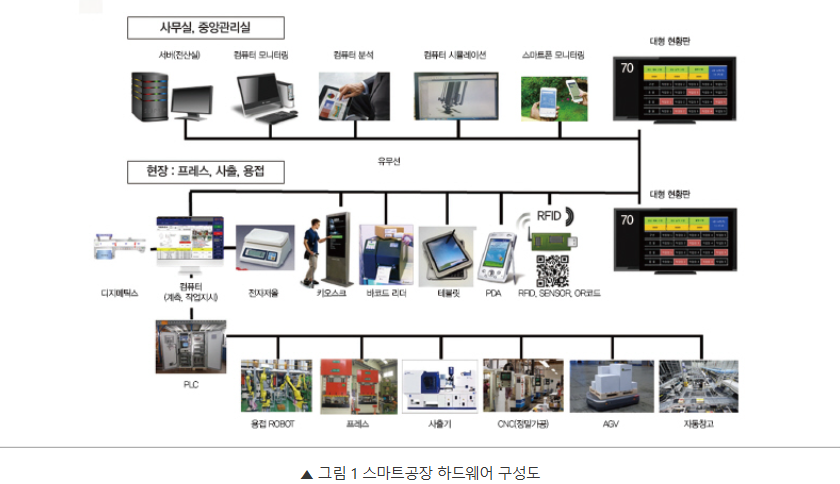 사무실, 중앙관리실
서버(전산실)
컴퓨터 모니터링
컴퓨터 분석
컴퓨터 시뮬레이션
스마트폰 모니터링
대형 현황판
70
유무선
현장 : 프레스, 사출, 용접
대형 현황판
70
RFID
디지매틱스
컴퓨터
(계측, 작업지시)
전자저울
키오스크
바코드 리더
테블릿
PDA
RFID, SENSOR, QR코드
PLC
용접 ROBOT
프레스
사출기
CNC(정밀가공)
AGV
자동창고
▲ 그림 1 스마트공장 하드웨어 구성도